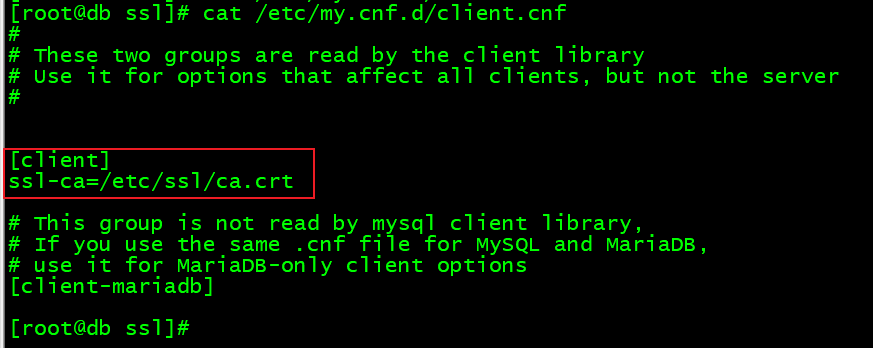 [root@db ssl]# cat /etc/my.cnf.d/client.cnf
#
# These two groups are read by the client library
# Use it for options that affect all clients, but not the server
#
[client]
ssl-ca=/etc/ssl/ca.crt
# This group is not read by mysql client library,
# If you use the same .cnf file for MySQL and MariaDB,
# use it for MariaDB-only client options
[client-mariadb]
[root@db ssl]#